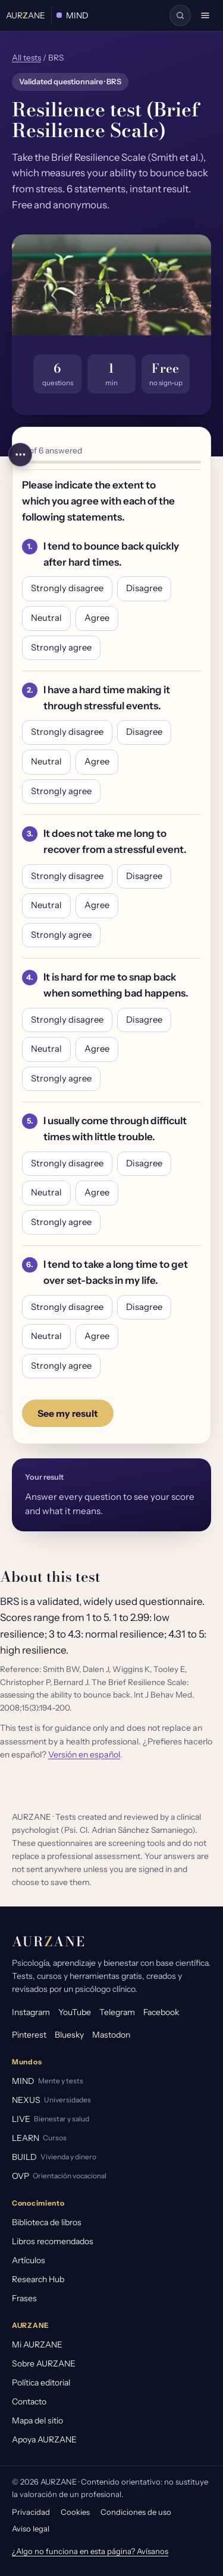 AURZANE MIND
All tests / BRS
Validated questionnaire · BRS
Resilience test (Brief
Resilience Scale)
Take the Brief Resilience Scale (Smith et al.),
which measures your ability to bounce back
from stress. 6 statements, instant result.
Free and anonymous.
6
questions
1
min
Free
no sign-up
of 6 answered
Please indicate the extent to
which you agree with each of the
following statements.
1. I tend to bounce back quickly
after hard times.
Strongly disagree Disagree
Neutral Agree
Strongly agree
2. I have a hard time making it
through stressful events.
Strongly disagree Disagree
Neutral Agree
Strongly agree
3. It does not take me long to
recover from a stressful event.
Strongly disagree Disagree
Neutral Agree
Strongly agree
4. It is hard for me to snap back
when something bad happens.
Strongly disagree Disagree
Neutral Agree
Strongly agree
5. I usually come through difficult
times with little trouble.
Strongly disagree Disagree
Neutral Agree
Strongly agree
6. I tend to take a long time to get
over set-backs in my life.
Strongly disagree Disagree
Neutral Agree
Strongly agree
See my result
Your result
Answer every question to see your score
and what it means.
About this test
BRS is a validated, widely used questionnaire.
Scores range from 1 to 5. 1 to 2.99: low
resilience; 3 to 4.3: normal resilience; 4.31 to 5:
high resilience.
Reference: Smith BW, Dalen J, Wiggins K, Tooley E,
Christopher P, Bernard J. The Brief Resilience Scale:
assessing the ability to bounce back. Int J Behav Med.
2008;15(3):194-200.
This test is for guidance only and does not replace an
assessment by a health professional. ¿Prefieres hacerlo
en español? Versión en español.
AURZANE · Tests created and reviewed by a clinical
psychologist (Psi. Cl. Adrian Sánchez Samaniego).
These questionnaires are screening tools and do not
replace a professional assessment. Your answers are
not sent anywhere unless you are signed in and
choose to save them.
AURZANE
Psicología, aprendizaje y bienestar con base científica.
Tests, cursos y herramientas gratis, creados y
revisados por un psicólogo clínico.
Instagram YouTube Telegram Facebook
Pinterest Bluesky Mastodon
Mundos
MIND Mente y tests
NEXUS Universidades
LIVE Bienestar y salud
LEARN Cursos
BUILD Vivienda y dinero
OVP Orientación vocacional
Conocimiento
Biblioteca de libros
Libros recomendados
Artículos
Research Hub
Frases
AURZANE
Mi AURZANE
Sobre AURZANE
Política editorial
Contacto
Mapa del sitio
Apoya AURZANE
© 2026 AURZANE · Contenido orientativo: no sustituye
la valoración de un profesional.
Privacidad Cookies Condiciones de uso
Aviso legal
¿Algo no funciona en esta página? Avísanos